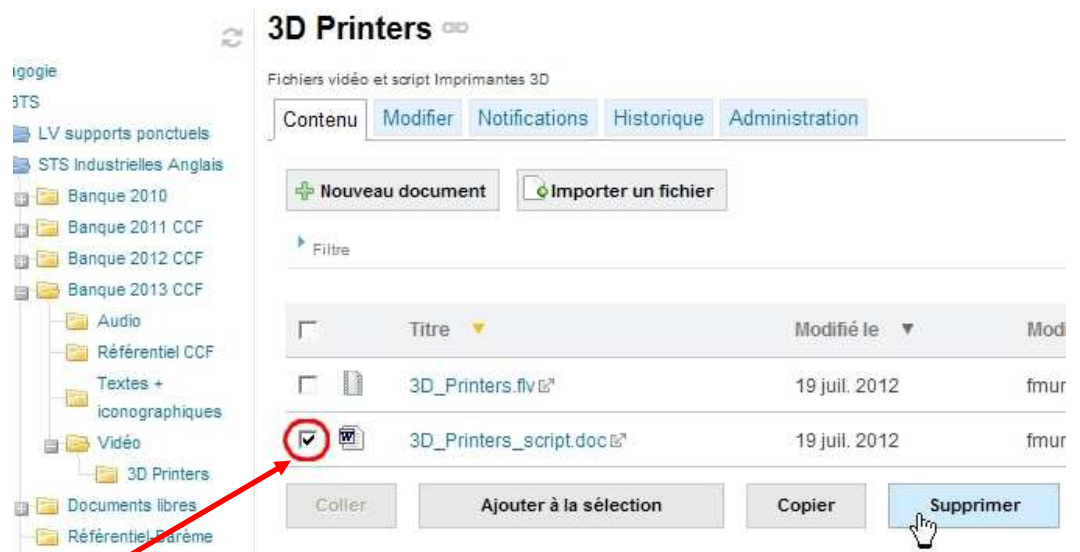 3D Printers
agogie
BTS
LV supports ponctuels
STS Industrielles Anglais
Banque 2010
Banque 2011 CCF
Banque 2012 CCF
Banque 2013 CCF
Audio
Référentiel CCF
Textes +
iconographiques
Vidéo
3D Printers
Documents libres
Référentiel-Barème
Fichiers vidéo et script Imprimantes 3D
Contenu Modifier Notifications Historique Administration
Nouveau document Importer un fichier
Filtre
Titre Modifié le Modi
3D_Printers.flv 19 juil. 2012 fmur
3D_Printers_script.doc 19 juil. 2012 fmur
Coller Ajouter à la sélection Copier Supprimer